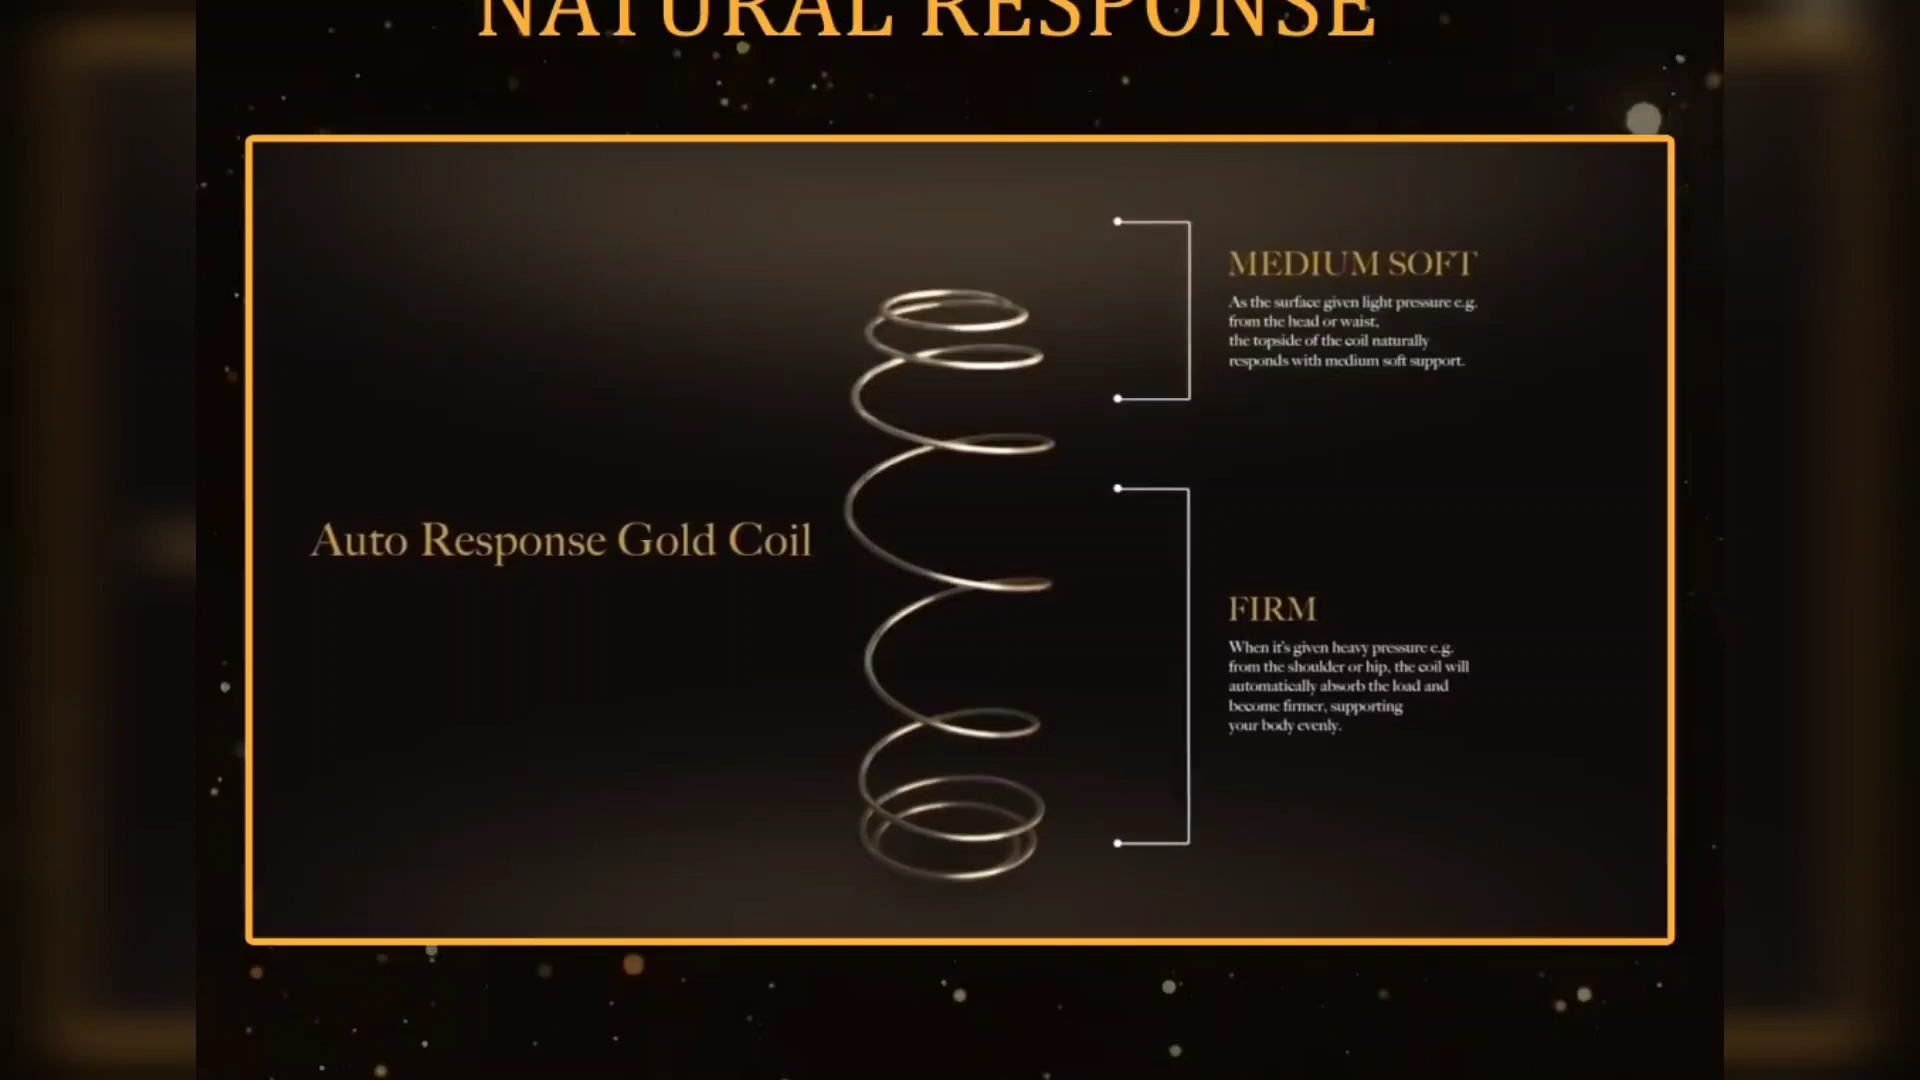 NATURAL RESPONSE
MEDIUM SOFT
As the surface given light pressure e.g.
from the head or waist,
the topside of the coil naturally
responds with medium soft support.
Auto Response Gold Coil
FIRM
When it's given heavy pressure e.g.
from the shoulder or hip, the coil will
automatically absorb the load and
become firmer, supporting
your body evenly.